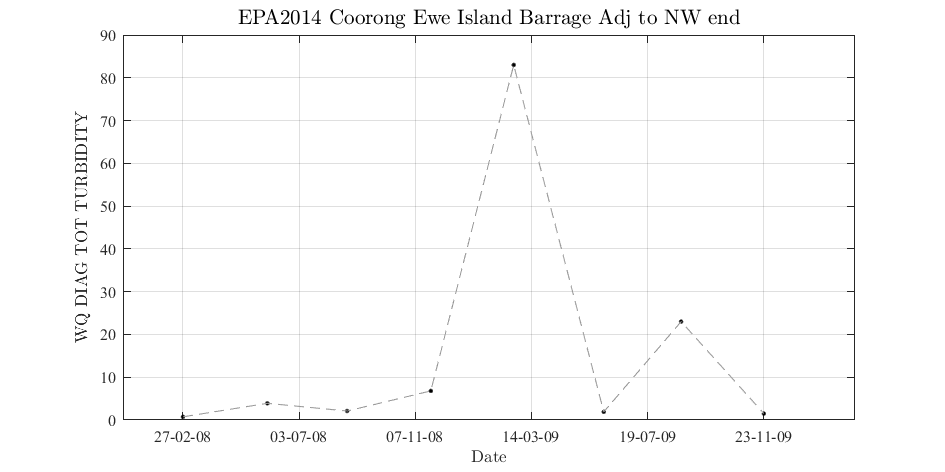 EPA2014 Coorong Ewe Island Barrage Adj to NW end
90
80
70
60
50
40
30
20
10
0
WQ DIAG TOT TURBIDITY
27-02-08 03-07-08 07-11-08 14-03-09 19-07-09 23-11-09
Date